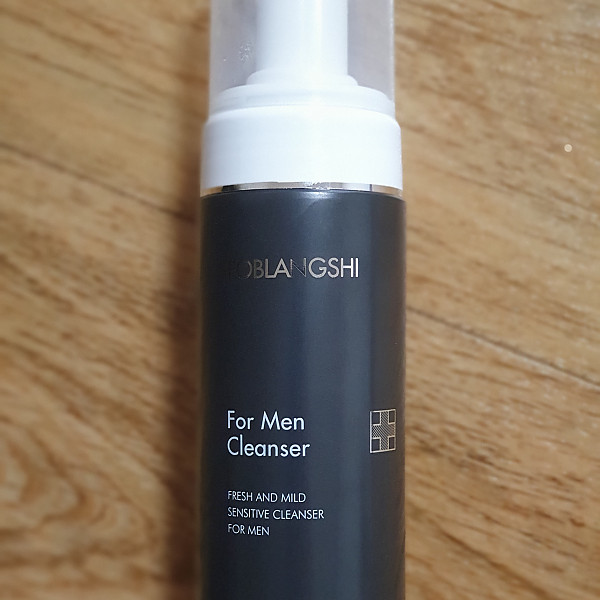 For Men
Cleanser
FRESH AND MILD
SENSITIVE CLEANSER
FOR MEN